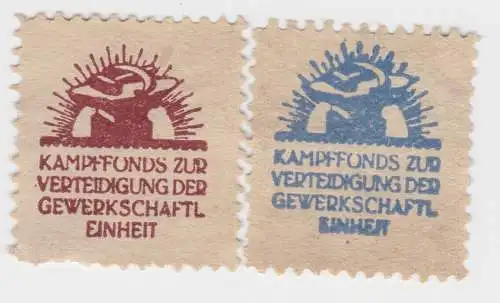 KAMPFFONDS ZUR
VERTEIDIGUNG DER
GEWERKSCHAFTL
EINHEIT
KAMPFFONDS ZUR
VERTEIDIGUNG DER
GEWERKSCHAFTL
EINHEIT